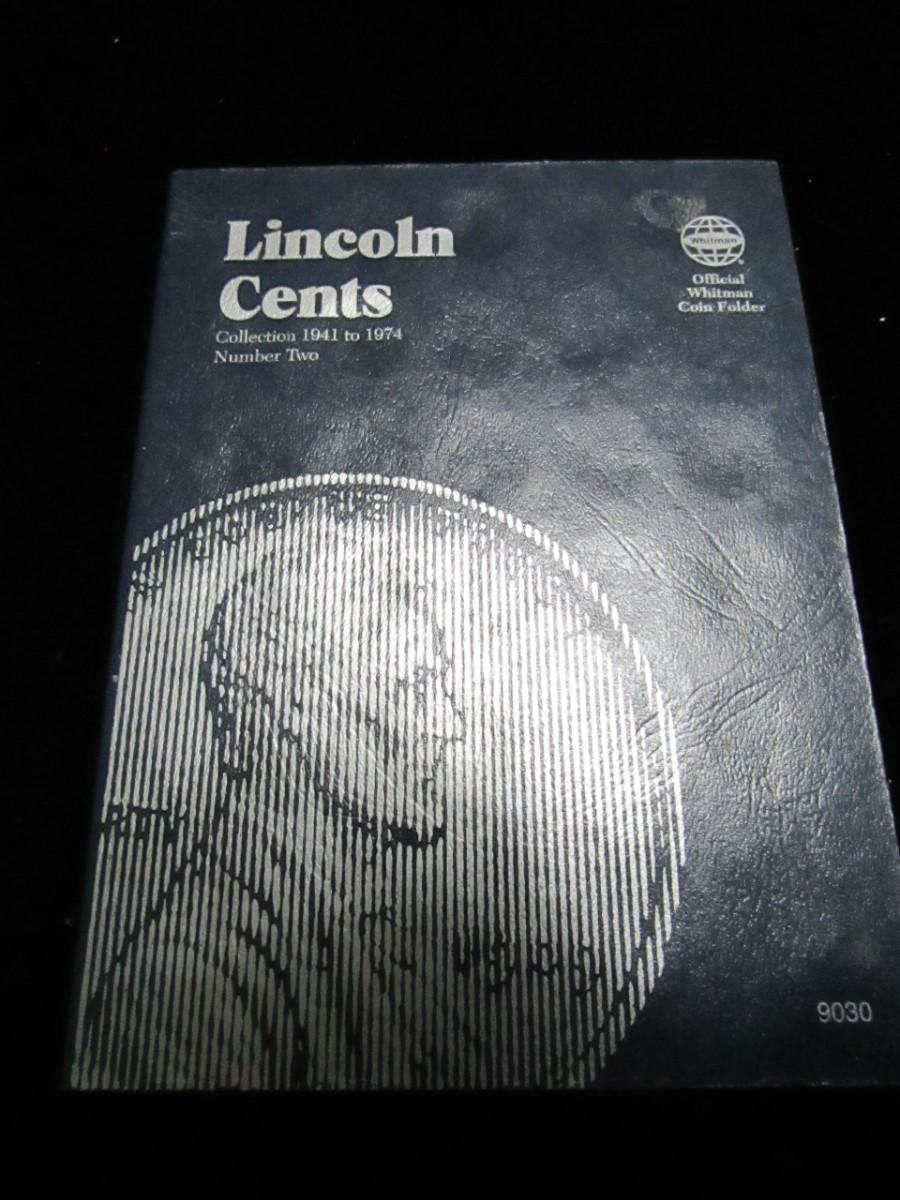 Lincoln
Cents
Collection 1941 to 1974
Number Two
Whitman
Official
Whitman
Coin Folder
9030